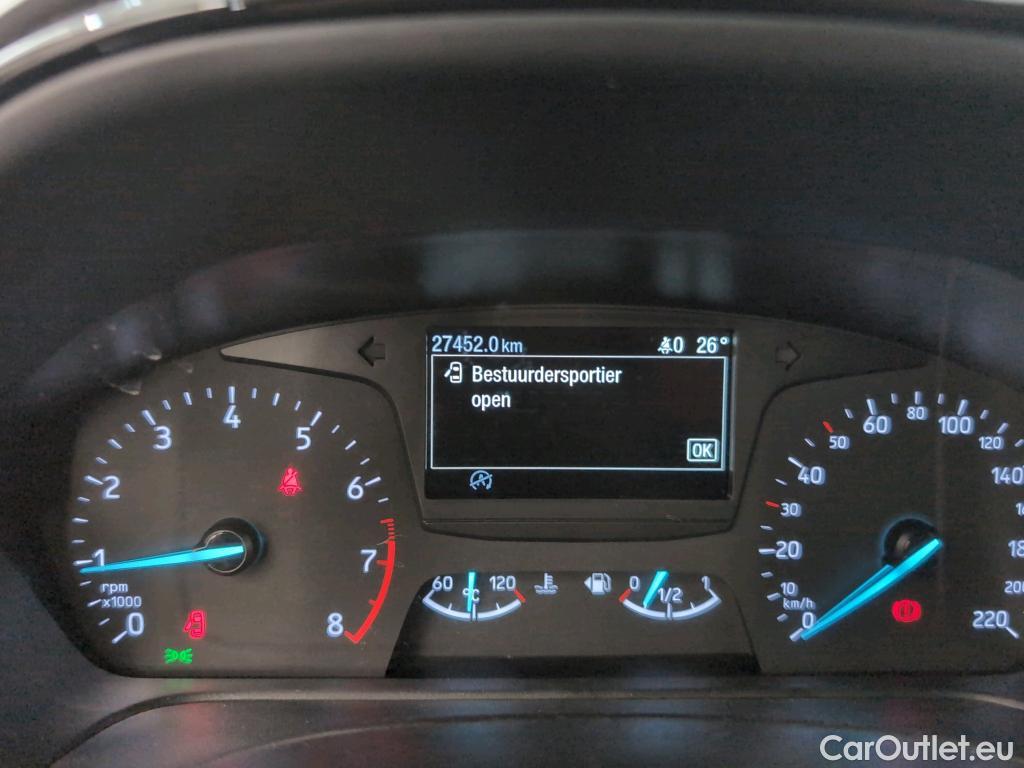 27452.0 km 0 26°
Bestuurdersportier
open
OK
0 1 2 3 4 5 6 7 8
rpm
x1000
60 °C 120
0 1/2 1
0 10 20 30 40 50 60 80 100 120 140
km/h
200 220
CarOutlet.eu